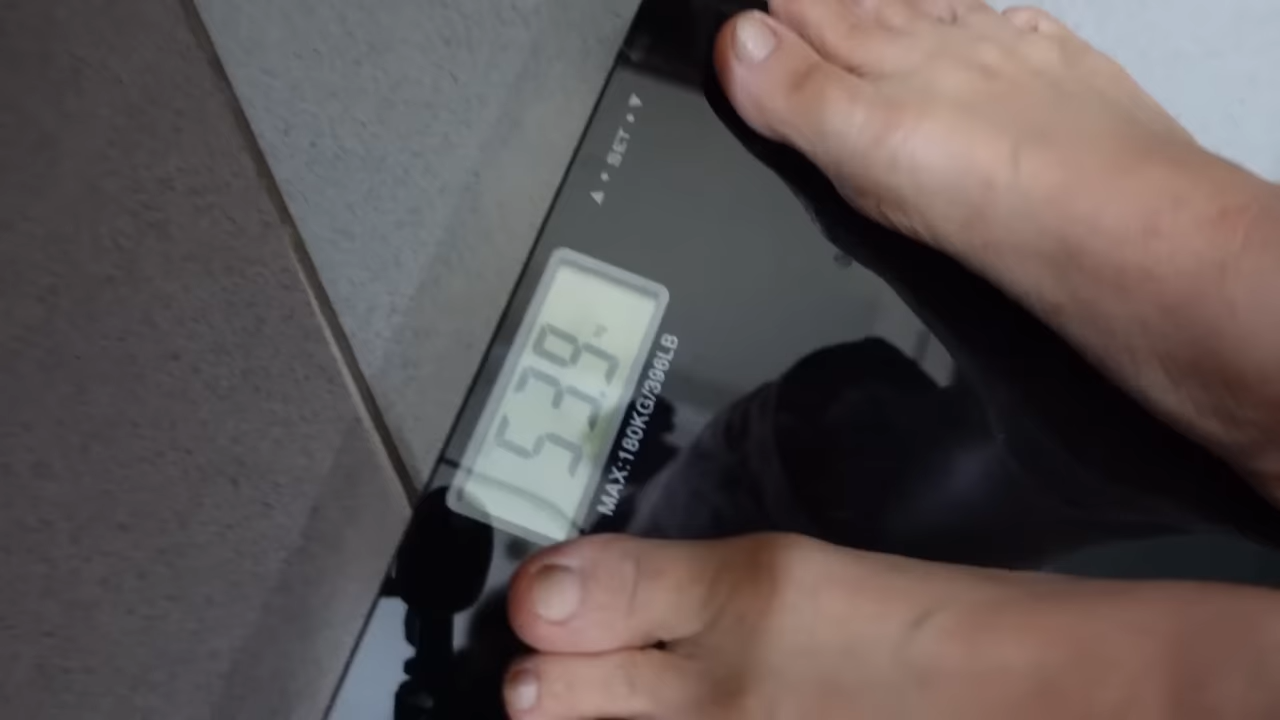 ▲ • SET • ▼
53.9
MAX:180KG/396LB